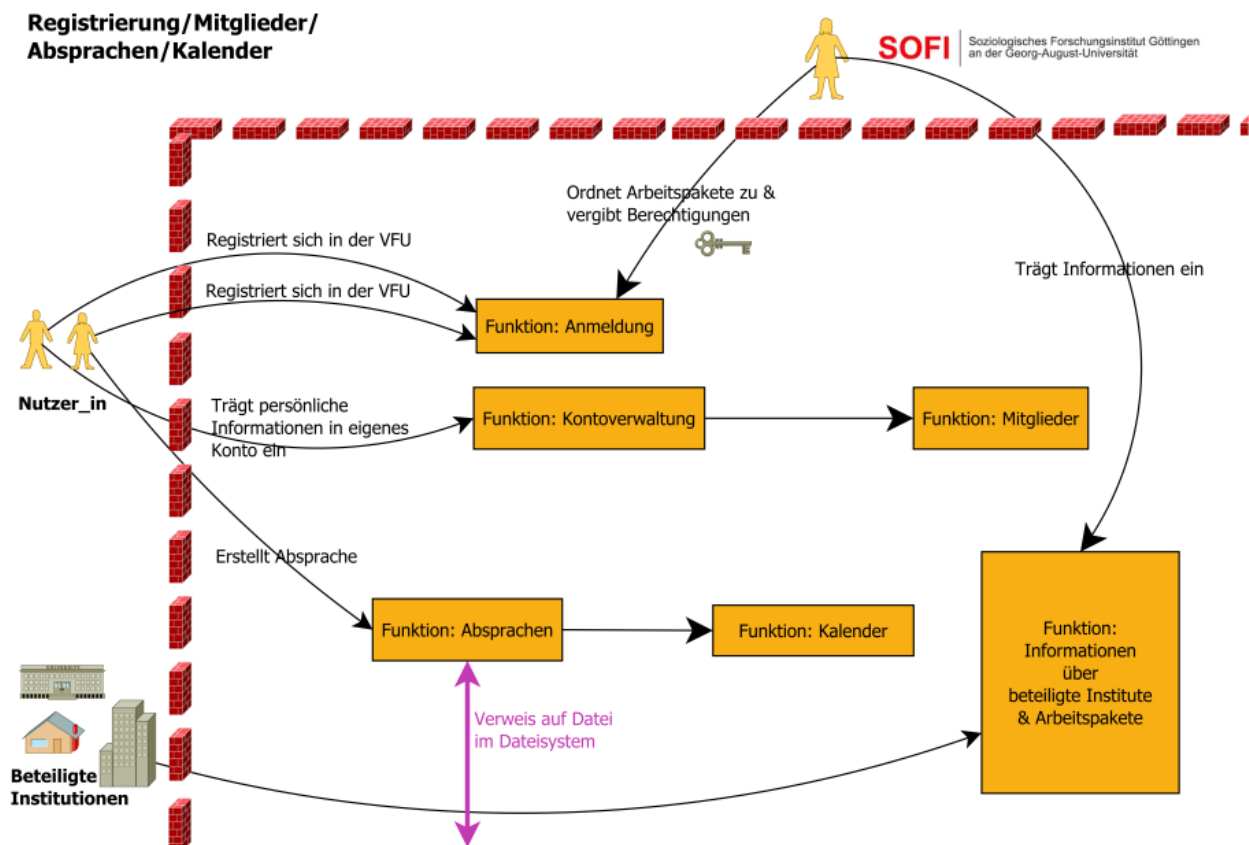 Registrierung/Mitglieder/
Absprachen/Kalender
SOFI
Soziologisches Forschungsinstitut Göttingen
an der Georg-August-Universität
Ordnet Arbeitspakete zu &
vergibt Berechtigungen
Registriert sich in der VFU
Trägt Informationen ein
Registriert sich in der VFU
Funktion: Anmeldung
Nutzer_in
Trägt persönliche
Informationen in eigenes
Konto ein
Funktion: Kontoverwaltung
Funktion: Mitglieder
Erstellt Absprache
Funktion: Absprachen
Funktion: Kalender
Funktion:
Informationen
über
beteiligte Institute
& Arbeitspakete
UNIVERSITY
Verweis auf Datei
im Dateisystem
Beteiligte
Institutionen